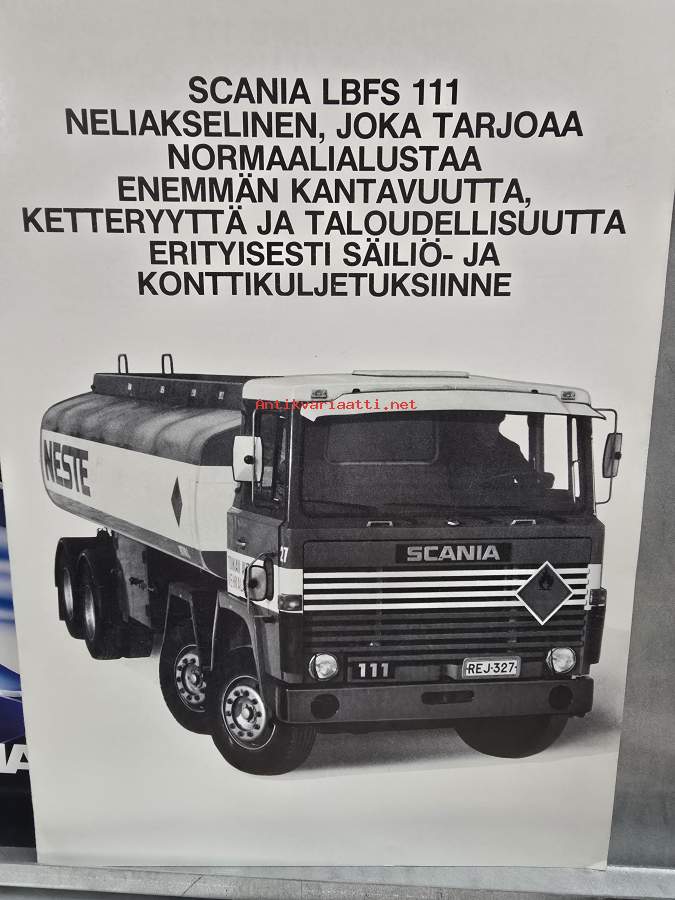 SCANIA LBFS 111
NELIAKSELINEN, JOKA TARJOAA
NORMAALIALUSTAA
ENEMMÄN KANTAVUUTTA,
KETTERYYTTÄ JA TALOUDELLISUUTTA
ERITYISESTI SÄILIÖ- JA
KONTTIKULJETUKSIINNE
Antikvariaatti.net
NESTE
27
SCANIA
111
REJ-327